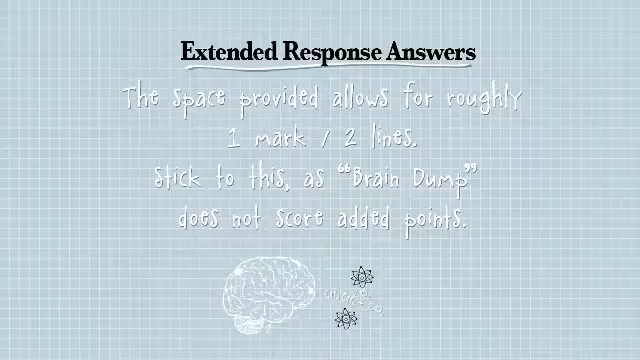 Extended Response Answers
The space provided allows for roughly
1 mark / 2 lines.
Stick to this, as “Brain Dump”
does not score added points.